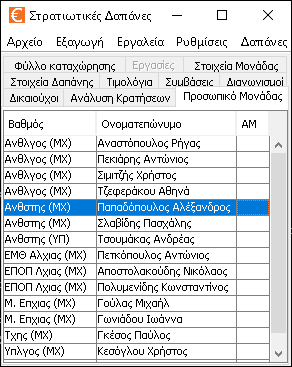 Στρατιωτικές Δαπάνες
Αρχείο Εξαγωγή Εργαλεία Ρυθμίσεις Δαπάνες
Φύλλο καταχώρησης Εργασίες Στοιχεία Μονάδας
Στοιχεία Δαπάνης Τιμολόγια Συμβάσεις Διαγωνισμοί
Δικαιούχοι Ανάλυση Κρατήσεων Προσωπικό Μονάδας
Βαθμός Ονοματεπώνυμο ΑΜ
Ανθλγος (ΜΧ) Αναστόπουλος Ρήγας
Ανθλγος (ΜΧ) Πεκιάρης Αντώνιος
Ανθλγος (ΜΧ) Σιμιτζής Χρήστος
Ανθλγος (ΜΧ) Τζεφεράκου Αθηνά
Ανθστης (ΜΧ) Παπαδόπουλος Αλέξανδρος
Ανθστης (ΜΧ) Σλαβίδης Πασχάλης
Ανθστης (ΥΠ) Τσουμάκας Ανδρέας
ΕΜΘ Αλχιας (ΜΧ) Πετκόπουλος Αντώνιος
ΕΠΟΠ Λχιας (ΜΧ) Αποστολακούδης Νικόλαος
ΕΠΟΠ Λχιας (ΜΧ) Πολυμενίδης Κωνσταντίνος
Μ. Επχιας (ΜΧ) Γούλας Μιχαήλ
Μ. Επχιας (ΜΧ) Γωνιάδου Ιωάννα
Τχης (ΜΧ) Γκέσος Παύλος
Υπλγος (ΜΧ) Κεσόγλου Χρήστος